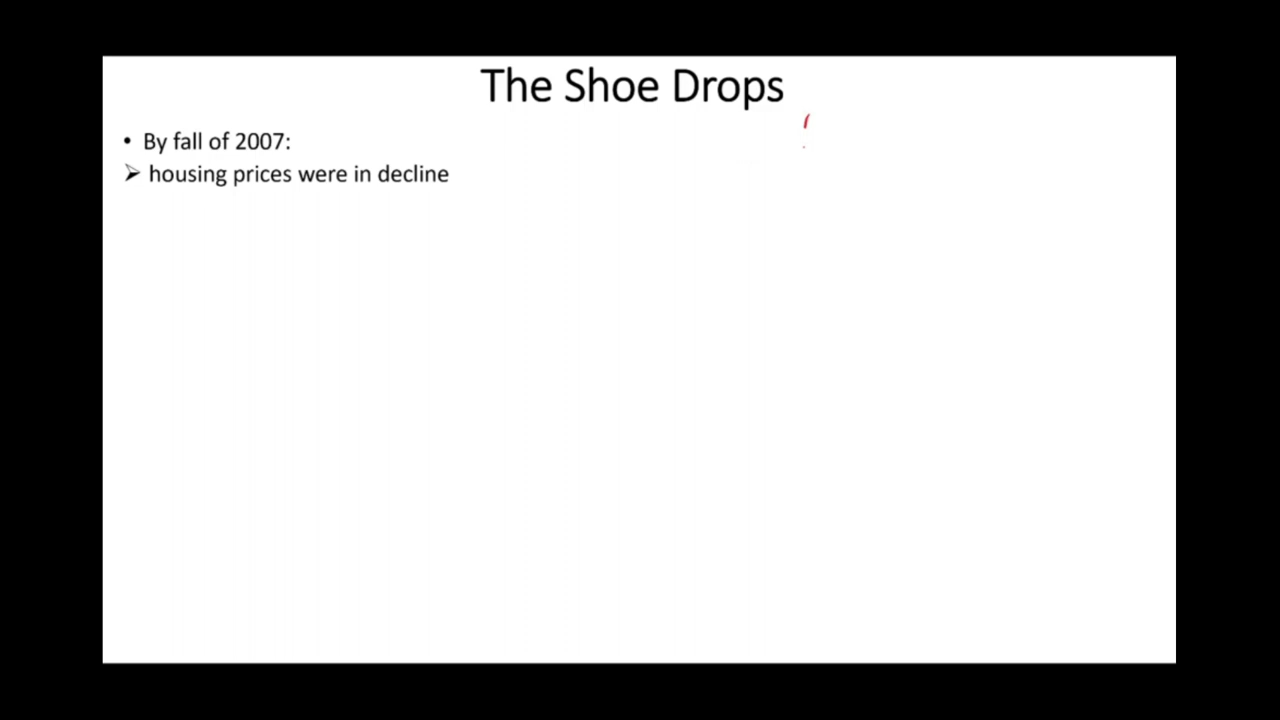 The Shoe Drops
• By fall of 2007:
➢ housing prices were in decline